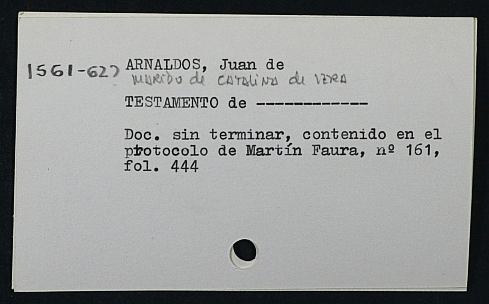 1561-627 ARNALDOS, Juan de
MARIDO de CATALINA de VERA
TESTAMENTO de ------------
Doc. sin terminar, contenido en el
protocolo de Martín Faura, nº 161,
fol. 444